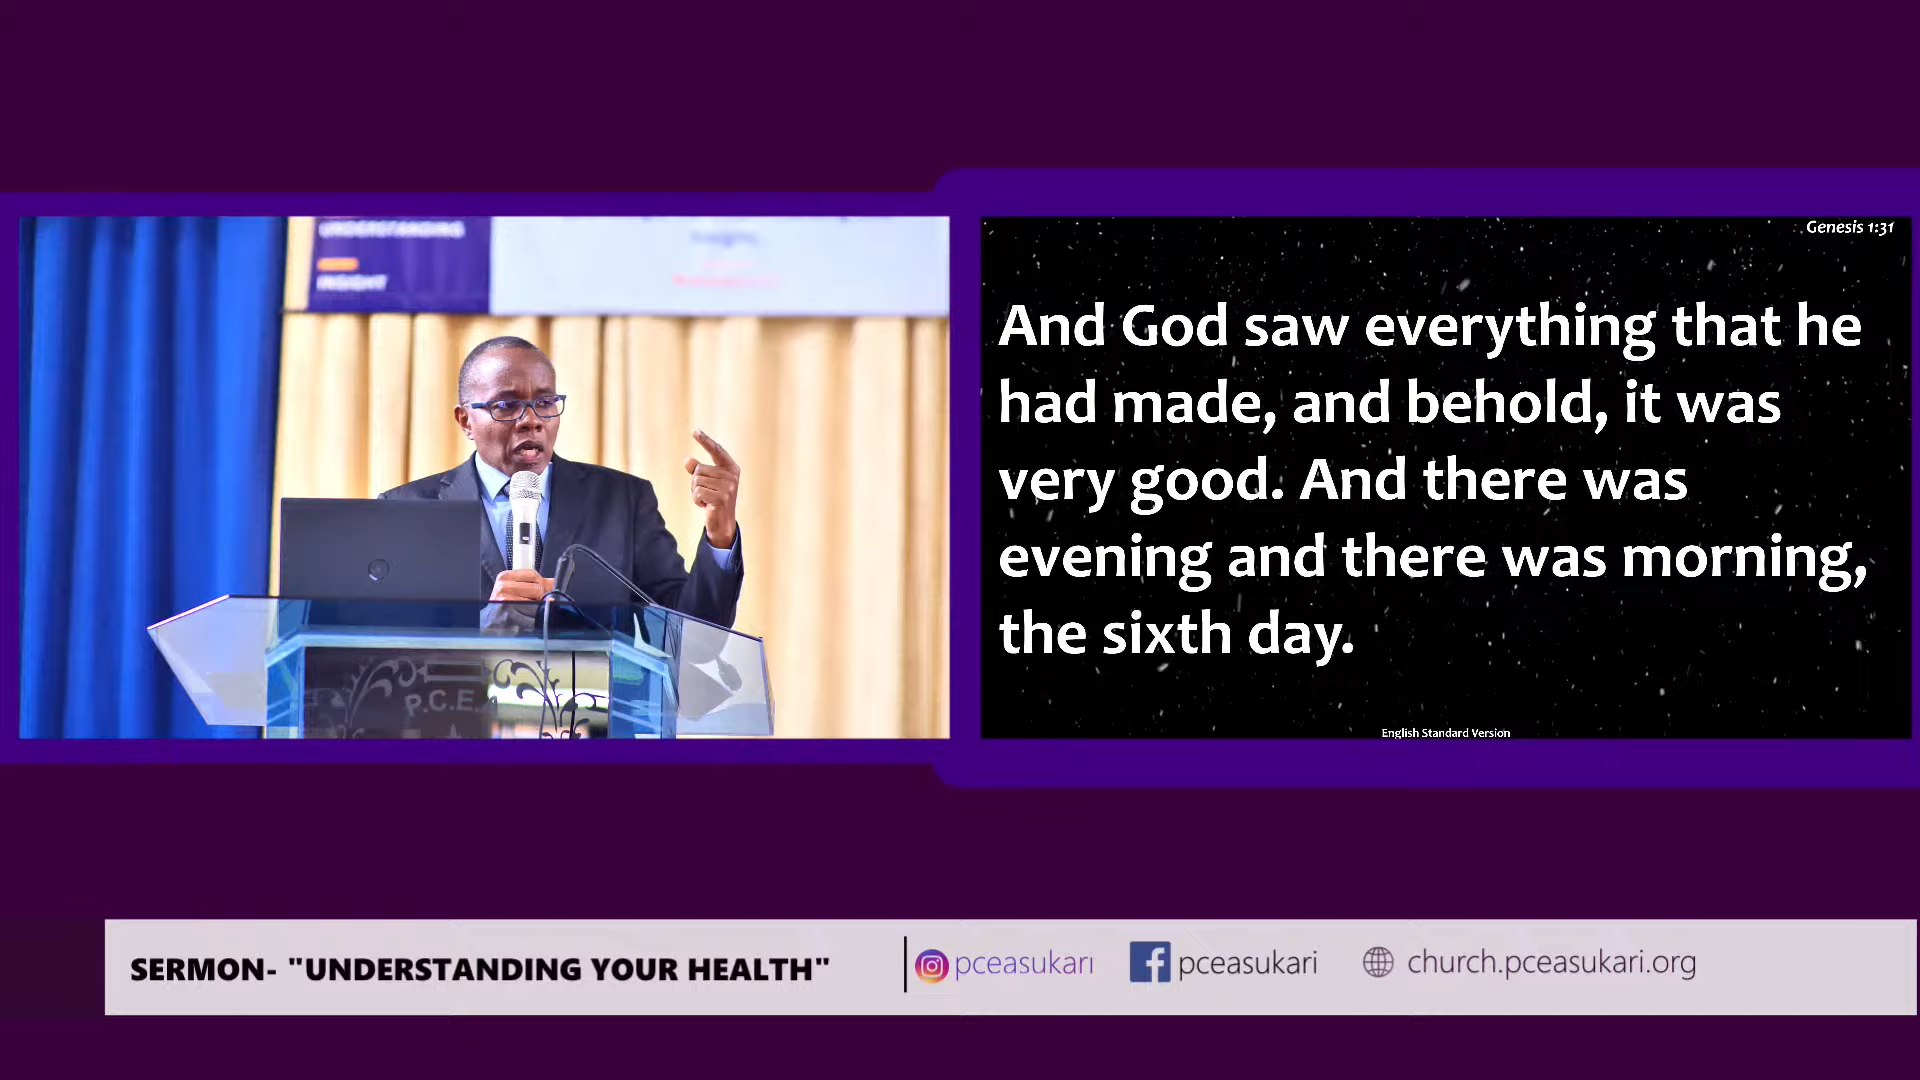 UNDERSTANDING
INSIGHT
P.C.E.
Genesis 1:31
And God saw everything that he
had made, and behold, it was
very good. And there was
evening and there was morning,
the sixth day.
English Standard Version
SERMON- "UNDERSTANDING YOUR HEALTH"
pceasukari
pceasukari
church.pceasukari.org